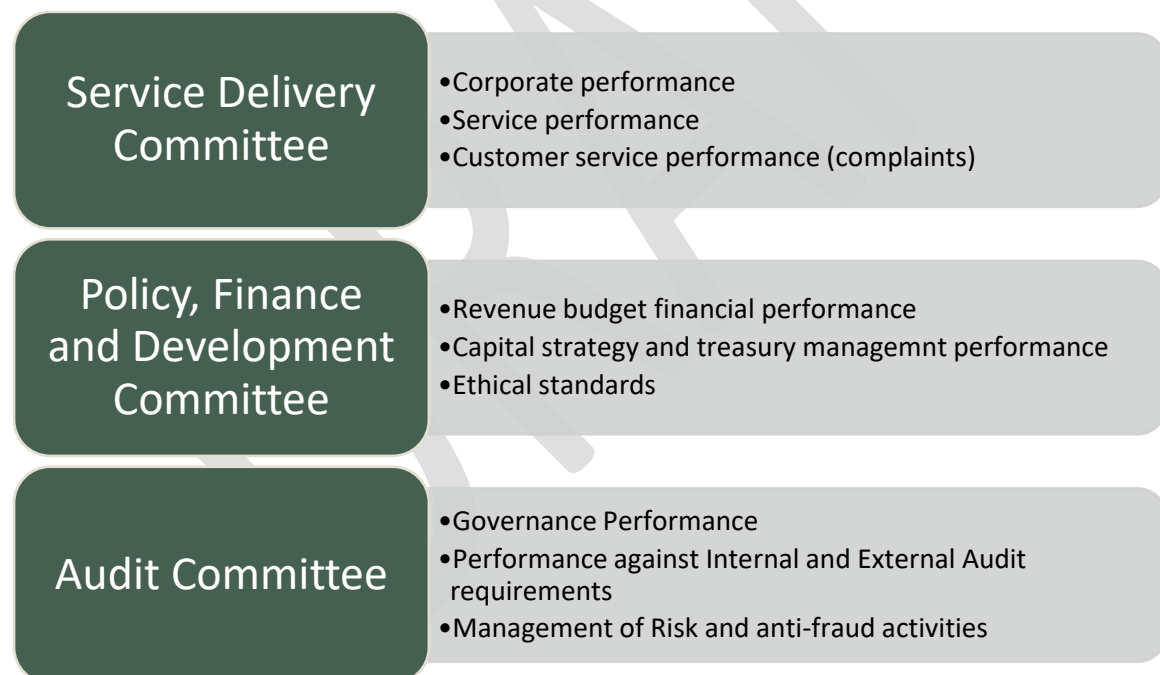 Service Delivery
Committee
•Corporate performance
•Service performance
•Customer service performance (complaints)
Policy, Finance
and Development
Committee
•Revenue budget financial performance
•Capital strategy and treasury managemnt performance
•Ethical standards
Audit Committee
•Governance Performance
•Performance against Internal and External Audit
requirements
•Management of Risk and anti-fraud activities